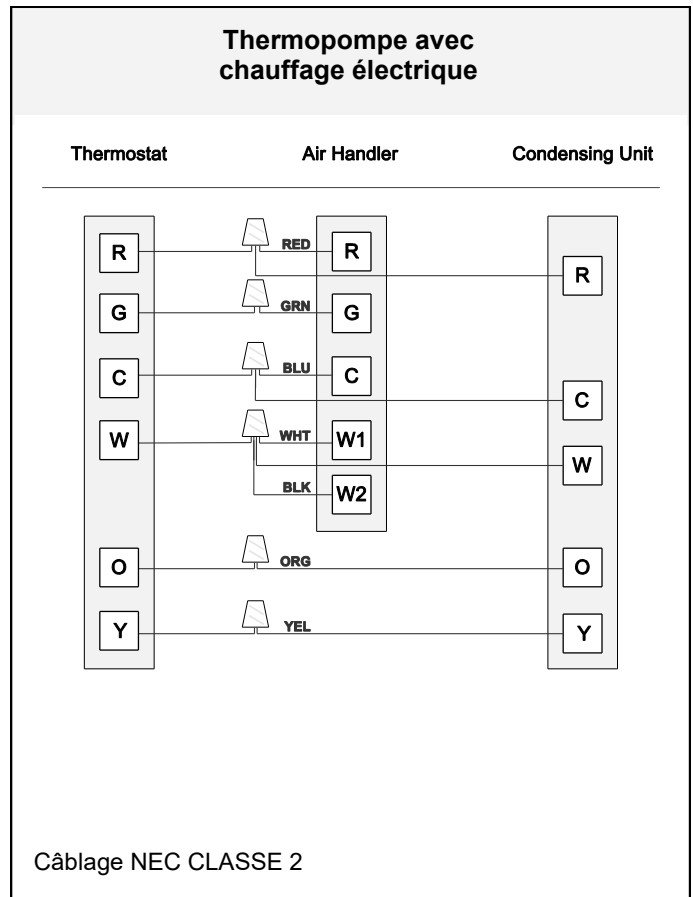 Thermopompe avec
chauffage électrique
Thermostat Air Handler Condensing Unit
R RED R
R
G GRN G
C BLU C
C
W WHT W1
W
BLK W2
O ORG O
Y YEL Y
Câblage NEC CLASSE 2